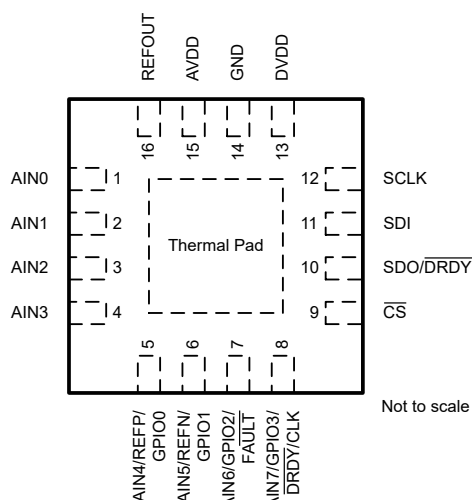 REFOUT
AVDD
GND
DVDD
16
15
14
13
AIN0
1
12
SCLK
AIN1
2
11
SDI
Thermal Pad
AIN2
3
10
SDO/DRDY
AIN3
4
9
CS
5
6
7
8
AIN4/REFP/
GPIO0
AIN5/REFN/
GPIO1
AIN6/GPIO2/
FAULT
AIN7/GPIO3/
DRDY/CLK
Not to scale